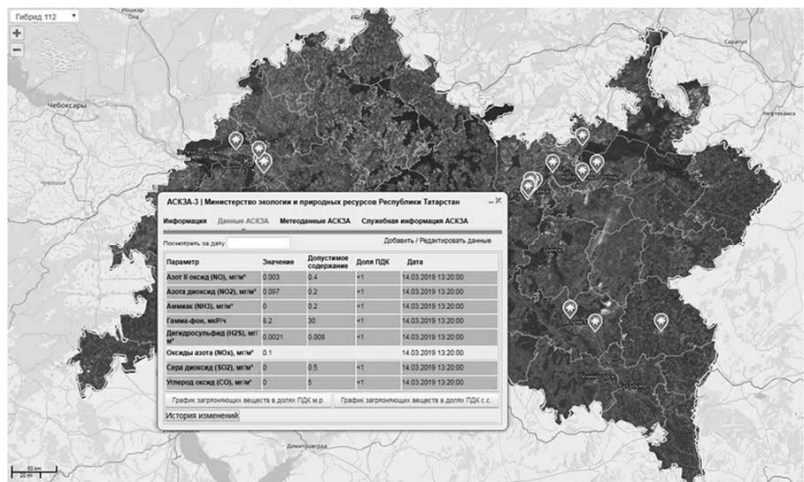 Гибрид 112
Йошкар-
Ола
Сарапул
Чебоксары
Нефтекамск
Чувашия
АСКЗА-3 | Министерство экологии и природных ресурсов Республики Татарстан
Информация Данные АСКЗА Метеоданные АСКЗА Служебная информация АСКЗА
Посмотреть за дату Добавить / Редактировать данные
Параметр Значение Допустимое содержание Доля ПДК Дата
Азот II оксид (NO), мг/м³ 0.003 0.4 <1 14.03.2019 13:20:00
Азота диоксид (NO2), мг/м³ 0.097 0.2 <1 14.03.2019 13:20:00
Аммиак (NH3), мг/м³ 0 0.2 <1 14.03.2019 13:20:00
Гамма-фон, мкР/ч 8.2 30 <1 14.03.2019 13:20:00
Дигидросульфид (H2S), мг/м³ 0.0021 0.008 <1 14.03.2019 13:20:00
Оксиды азота (NOx), мг/м³ 0.1 14.03.2019 13:20:00
Сера диоксид (SO2), мг/м³ 0 0.5 <1 14.03.2019 13:20:00
Углерод оксид (CO), мг/м³ 0 5 <1 14.03.2019 13:20:00
График загрязняющих веществ в долях ПДК м.р. График загрязняющих веществ в долях ПДК с.с.
История изменений
Димитровград
50 km
20 mi